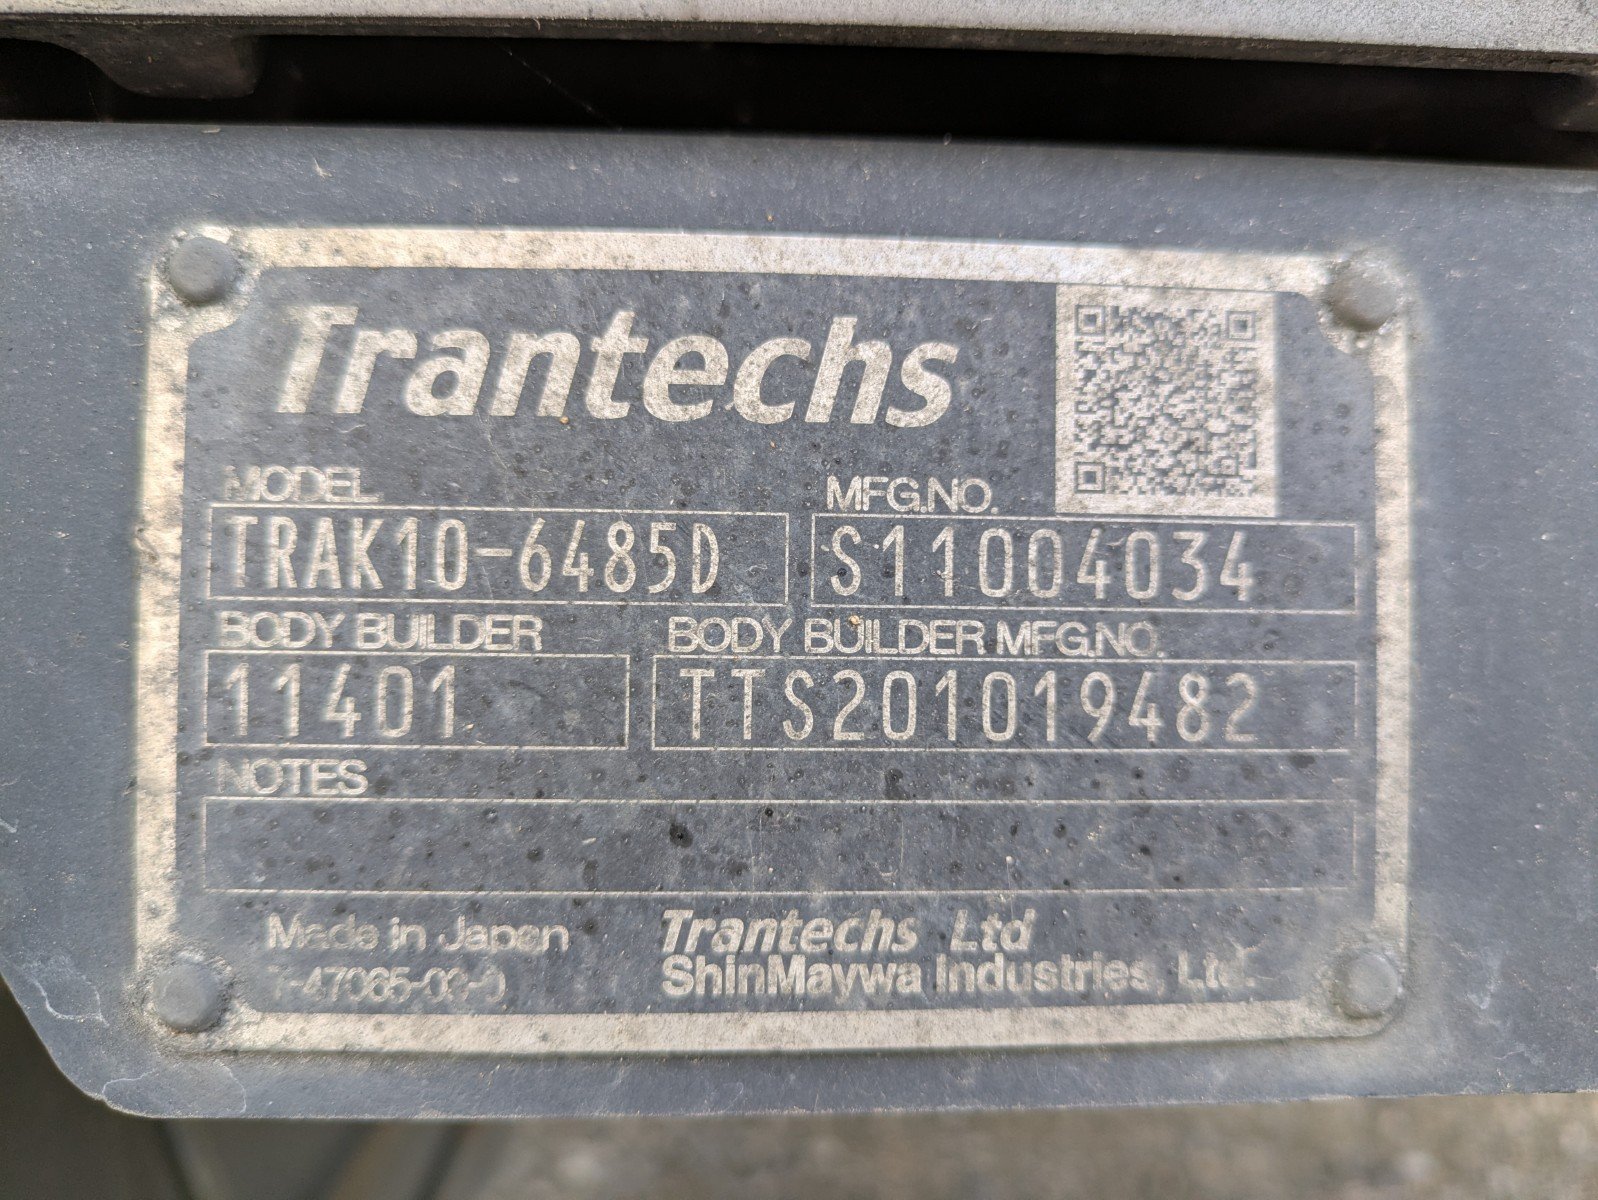 Trantechs
MODEL MFG.NO.
TRAK10-6485D S11004034
BODY BUILDER BODY BUILDER MFG.NO.
11401 TTS201019482
NOTES
Made in Japan Trantechs Ltd
ShinMaywa Industries, Ltd.